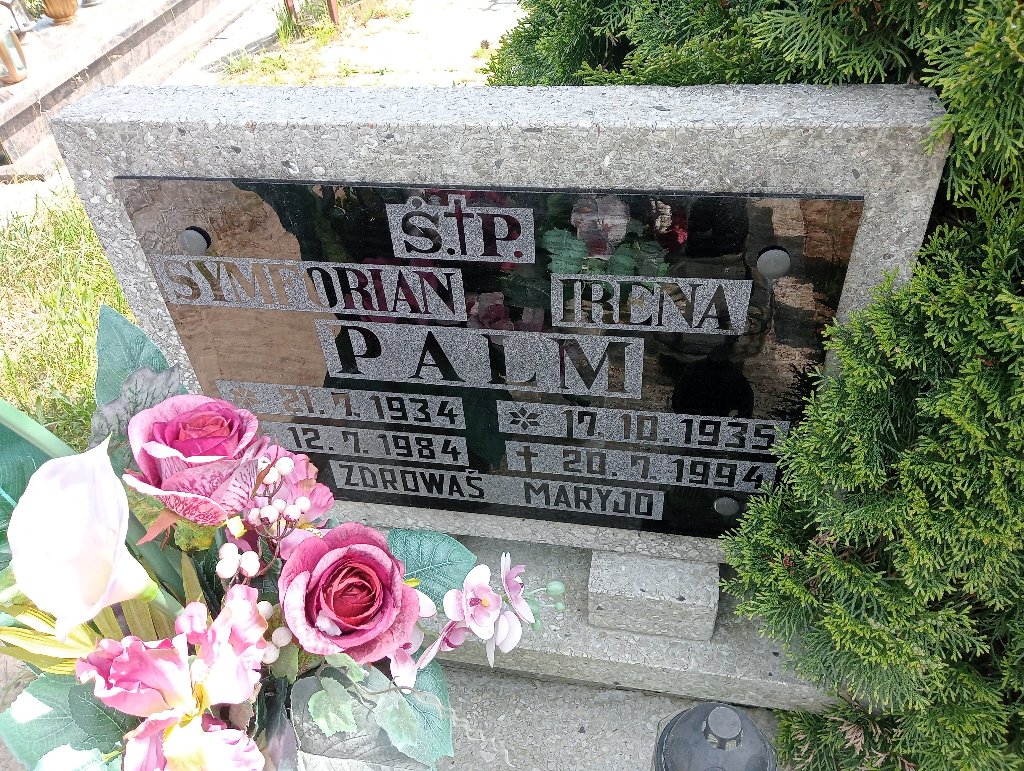 Ś.†P.
SYMFORIAN IRENA
PALM
21.7.1934 17.10.1935
12.7.1984 † 20.7.1994
ZDROWAŚ MARYJO